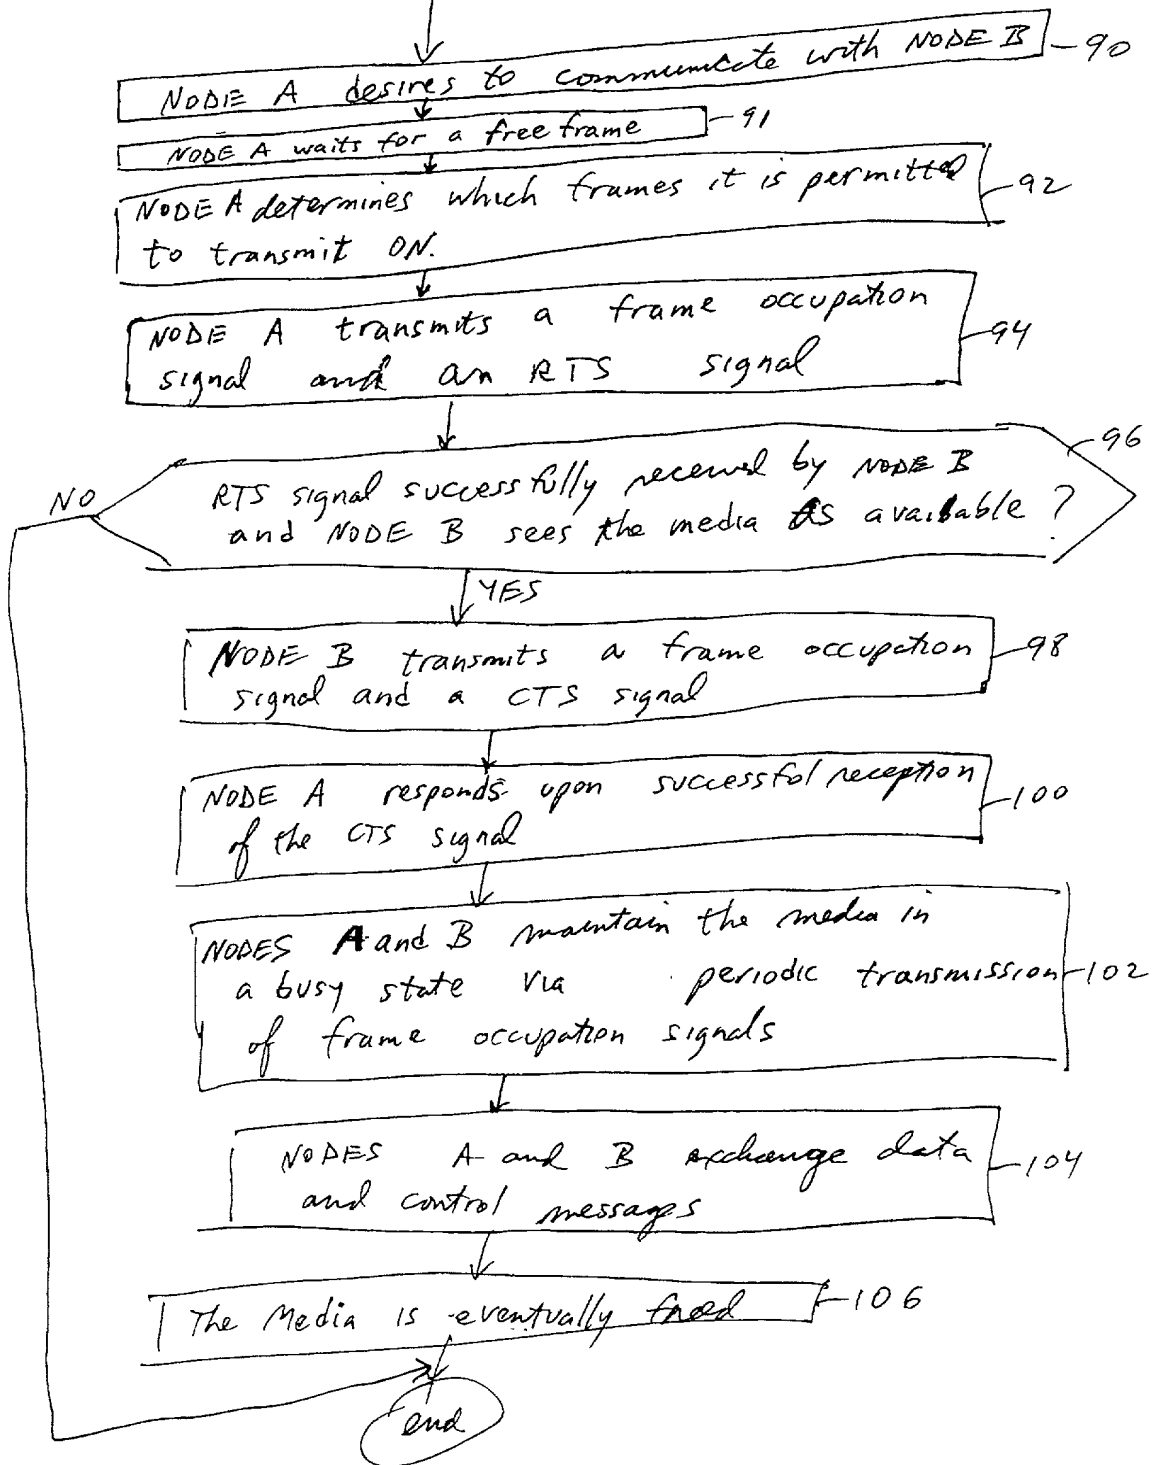 NODE A desires to communicate with NODE B 90
NODE A waits for a free frame 91
NODE A determines which frames it is permitted 92
to transmit ON.
NODE A transmits a frame occupation 94
signal and an RTS signal
96
NO
RTS signal successfully received by NODE B
and NODE B sees the media as available ?
YES
NODE B transmits a frame occupation 98
signal and a CTS signal
NODE A responds upon successful reception 100
of the CTS signal
NODES A and B maintain the media in
a busy state via periodic transmission 102
of frame occupation signals
NODES A and B exchange data 104
and control messages
The Media is eventually freed 106
end